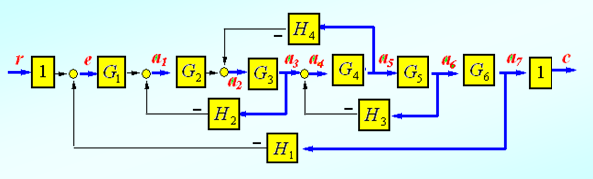 − H₄
r 1 e G₁ a₁ G₂ a₂ G₃ a₃ a₄ G₄ a₅ G₅ a₆ G₆ a₇ 1 c
− H₂ − H₃
− H₁